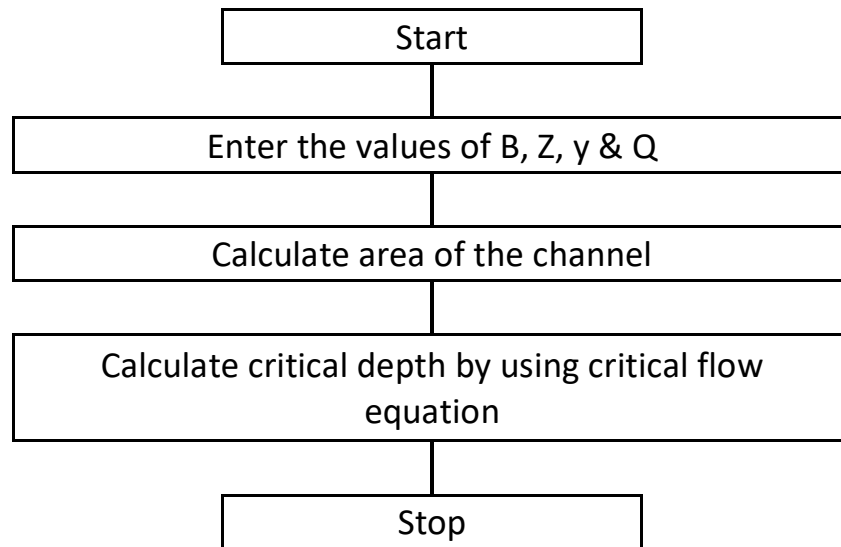 Start
Enter the values of B, Z, y & Q
Calculate area of the channel
Calculate critical depth by using critical flow
equation
Stop